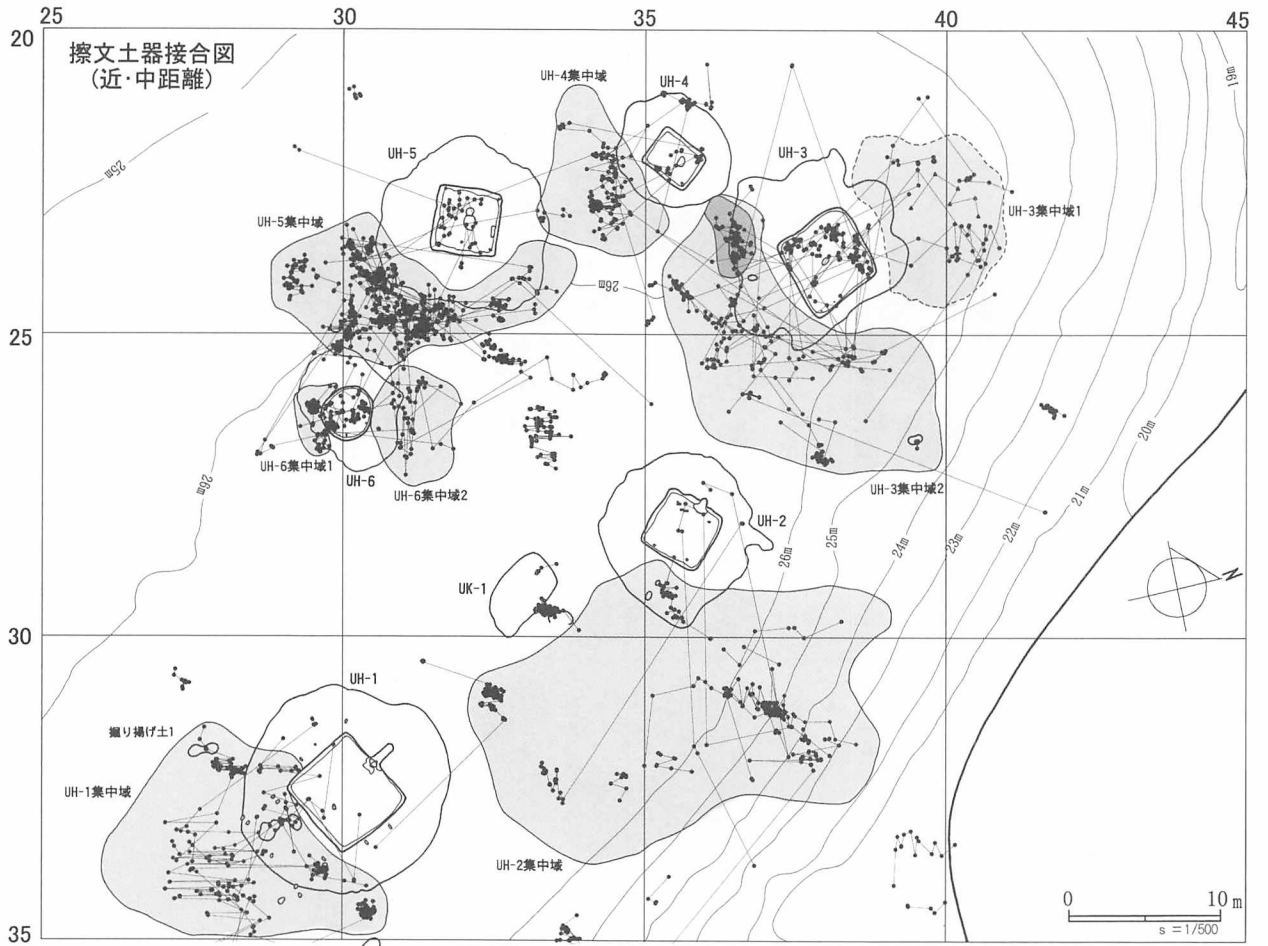 25
30
35
40
45
20
25
30
35
擦文土器接合図
(近・中距離)
UH-4集中域
UH-4
UH-5
UH-3
19m
25m
UH-5集中域
UH-3集中域1
26m
20m
UH-6集中域1
UH-6
UH-6集中域2
26m
UH-3集中域2
UH-2
26m
25m
24m
23m
22m
21m
UK-1
N
UH-1
掘り揚げ土1
UH-1集中域
UH-2集中域
0
10 m
s = 1/500